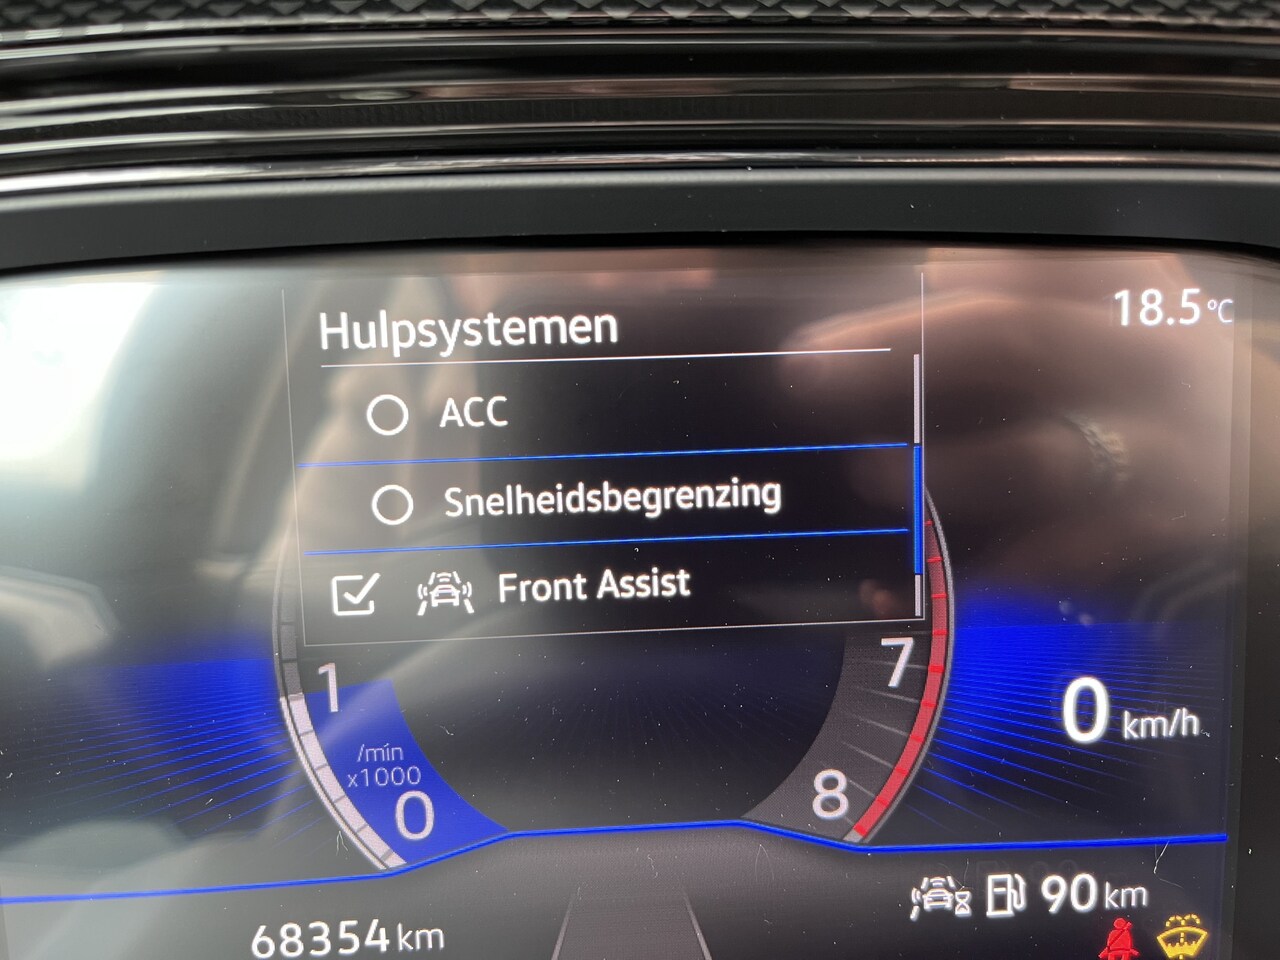 Hulpsystemen
18.5 °C
ACC
Snelheidsbegrenzing
Front Assist
1
7
/min
x1000
0
8
0 km/h
90 km
68354 km